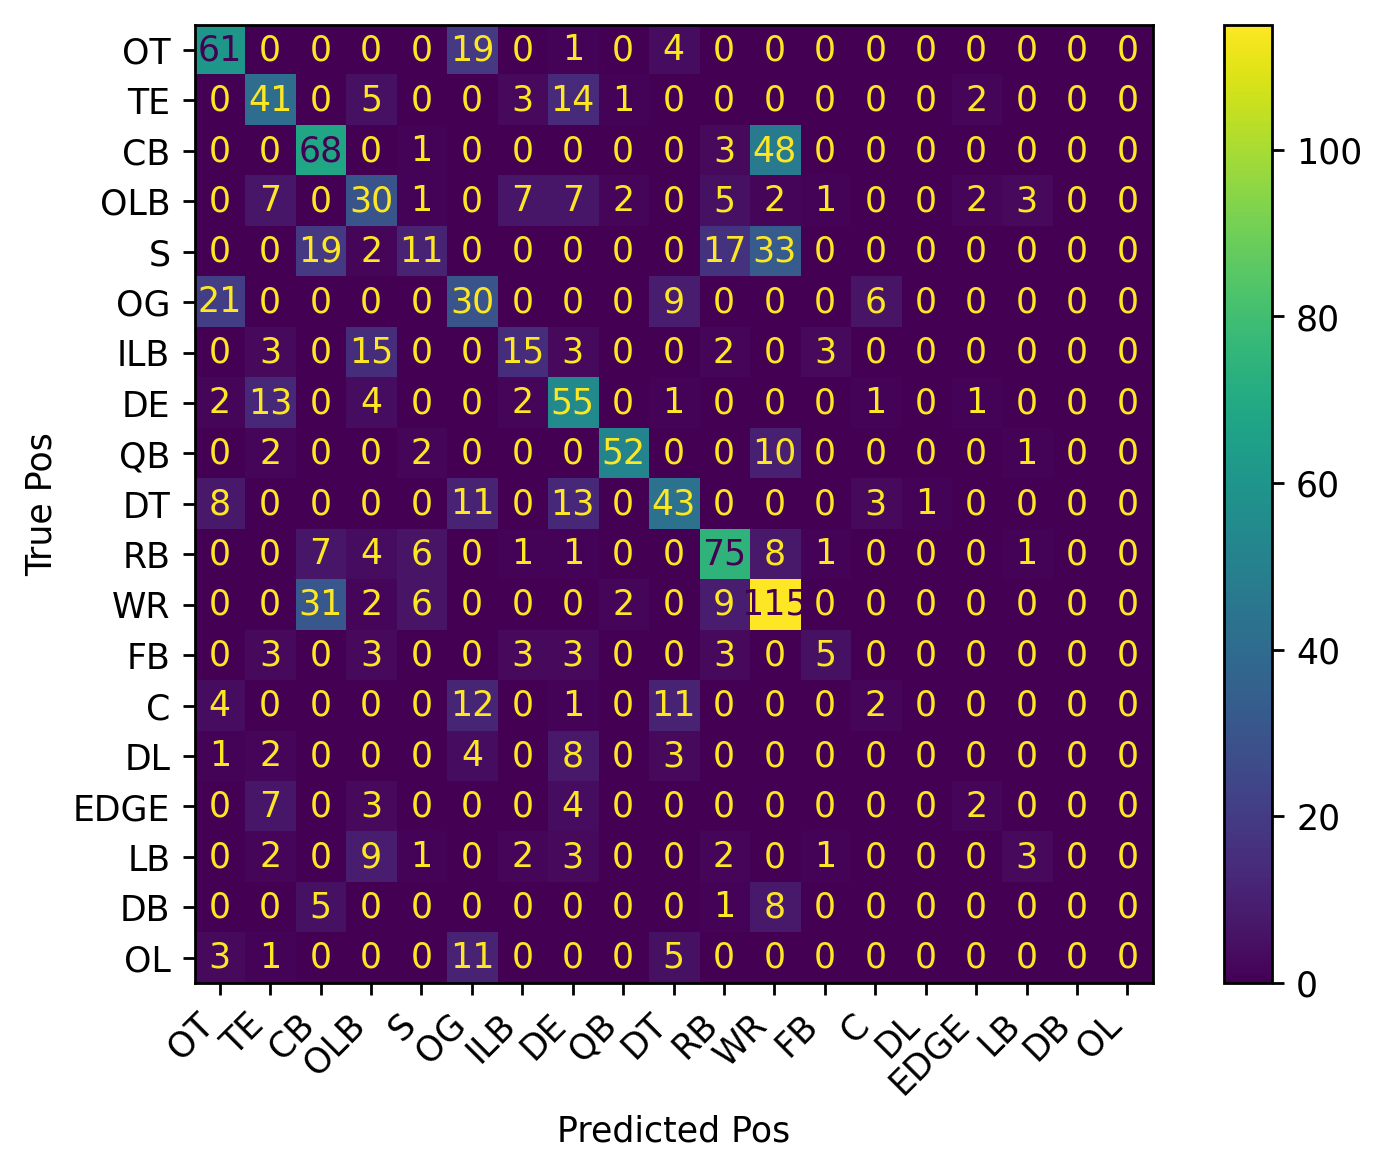 OT 61 0 0 0 0 19 0 1 0 4 0 0 0 0 0 0 0 0 0
TE 0 41 0 5 0 0 3 14 1 0 0 0 0 0 0 2 0 0 0
CB 0 0 68 0 1 0 0 0 0 0 3 48 0 0 0 0 0 0 0
OLB 0 7 0 30 1 0 7 7 2 0 5 2 1 0 0 2 3 0 0
S 0 0 19 2 11 0 0 0 0 0 17 33 0 0 0 0 0 0 0
OG 21 0 0 0 0 30 0 0 0 9 0 0 0 6 0 0 0 0 0
ILB 0 3 0 15 0 0 15 3 0 0 2 0 3 0 0 0 0 0 0
DE 2 13 0 4 0 0 2 55 0 1 0 0 0 1 0 1 0 0 0
QB 0 2 0 0 2 0 0 0 52 0 0 10 0 0 0 0 1 0 0
DT 8 0 0 0 0 11 0 13 0 43 0 0 0 3 1 0 0 0 0
RB 0 0 7 4 6 0 1 1 0 0 75 8 1 0 0 0 1 0 0
WR 0 0 31 2 6 0 0 0 2 0 9 115 0 0 0 0 0 0 0
FB 0 3 0 3 0 0 3 3 0 0 3 0 5 0 0 0 0 0 0
C 4 0 0 0 0 12 0 1 0 11 0 0 0 2 0 0 0 0 0
DL 1 2 0 0 0 4 0 8 0 3 0 0 0 0 0 0 0 0 0
EDGE 0 7 0 3 0 0 0 4 0 0 0 0 0 0 0 2 0 0 0
LB 0 2 0 9 1 0 2 3 0 0 2 0 1 0 0 0 3 0 0
DB 0 0 5 0 0 0 0 0 0 0 1 8 0 0 0 0 0 0 0
OL 3 1 0 0 0 11 0 0 0 5 0 0 0 0 0 0 0 0 0
OT TE CB OLB S OG ILB DE QB DT RB WR FB C DL EDGE LB DB OL
Predicted Pos
True Pos
100
80
60
40
20
0